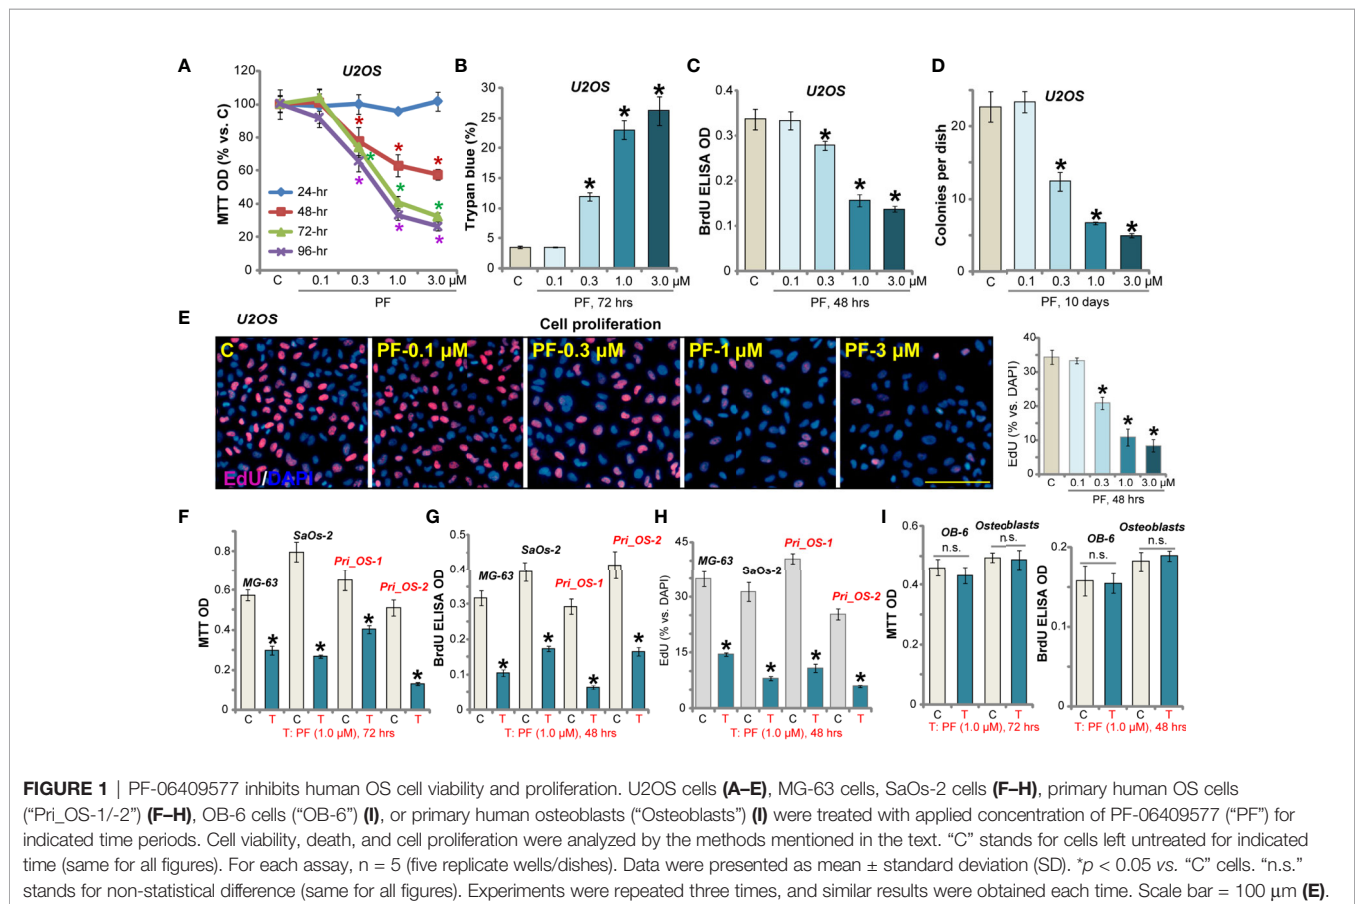 A
U2OS
120
100
80
60
40
20
0
MTT OD (% vs. C)
24-hr
48-hr
72-hr
96-hr
* * *
* * *
* * *
C 0.1 0.3 1.0 3.0 μM
PF
B
U2OS
30
25
20
15
10
5
0
Trypan blue (%)
* * *
C 0.1 0.3 1.0 3.0 μM
PF, 72 hrs
C
U2OS
0.4
0.3
0.2
0.1
0
BrdU ELISA OD
* * *
C 0.1 0.3 1.0 3.0 μM
PF, 48 hrs
D
U2OS
20
10
0
Colonies per dish
* * *
C 0.1 0.3 1.0 3.0 μM
PF, 10 days
E
U2OS
Cell proliferation
C
PF-0.1 μM
PF-0.3 μM
PF-1 μM
PF-3 μM
EdU/DAPI
40
30
20
10
0
EdU (% vs. DAPI)
* * *
C 0.1 0.3 1.0 3.0 μM
PF, 48 hrs
F
MG-63
SaOs-2
Pri_OS-1
Pri_OS-2
0.8
0.6
0.4
0.2
0
MTT OD
* * * *
C T C T C T C T
T: PF (1.0 μM), 72 hrs
G
MG-63
SaOs-2
Pri_OS-1
Pri_OS-2
0.5
0.4
0.3
0.2
0.1
0
BrdU ELISA OD
* * * *
C T C T C T C T
T: PF (1.0 μM), 48 hrs
H
MG-63
SaOs-2
Pri_OS-1
Pri_OS-2
45
30
15
0
EdU (% vs. DAPI)
* * * *
C T C T C T C T
T: PF (1.0 μM), 48 hrs
I
OB-6
Osteoblasts
n.s.
n.s.
0.6
0.4
0.2
0
MTT OD
C T C T
T: PF (1.0 μM), 72 hrs
OB-6
Osteoblasts
n.s.
n.s.
0.2
0.1
0
BrdU ELISA OD
C T C T
T: PF (1.0 μM), 48 hrs
FIGURE 1 | PF-06409577 inhibits human OS cell viability and proliferation. U2OS cells (A–E), MG-63 cells, SaOs-2 cells (F–H), primary human OS cells
(“Pri_OS-1/-2”) (F–H), OB-6 cells (“OB-6”) (I), or primary human osteoblasts (“Osteoblasts”) (I) were treated with applied concentration of PF-06409577 (“PF”) for
indicated time periods. Cell viability, death, and cell proliferation were analyzed by the methods mentioned in the text. “C” stands for cells left untreated for indicated
time (same for all figures). For each assay, n = 5 (five replicate wells/dishes). Data were presented as mean ± standard deviation (SD). *p < 0.05 vs. “C” cells. “n.s.”
stands for non-statistical difference (same for all figures). Experiments were repeated three times, and similar results were obtained each time. Scale bar = 100 μm (E).